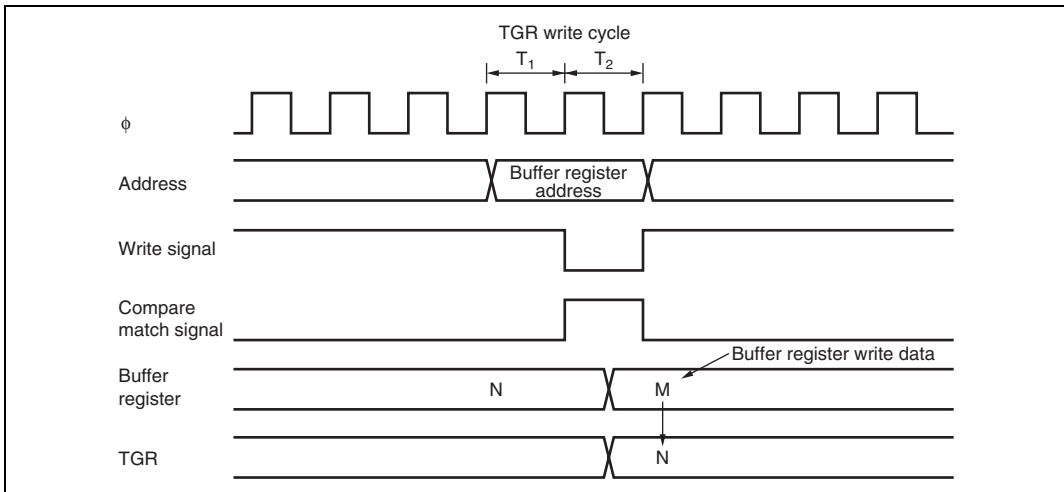 TGR write cycle
T1 T2
ϕ
Address
Buffer register
address
Write signal
Compare
match signal
Buffer register write data
Buffer
register
N M
TGR
N